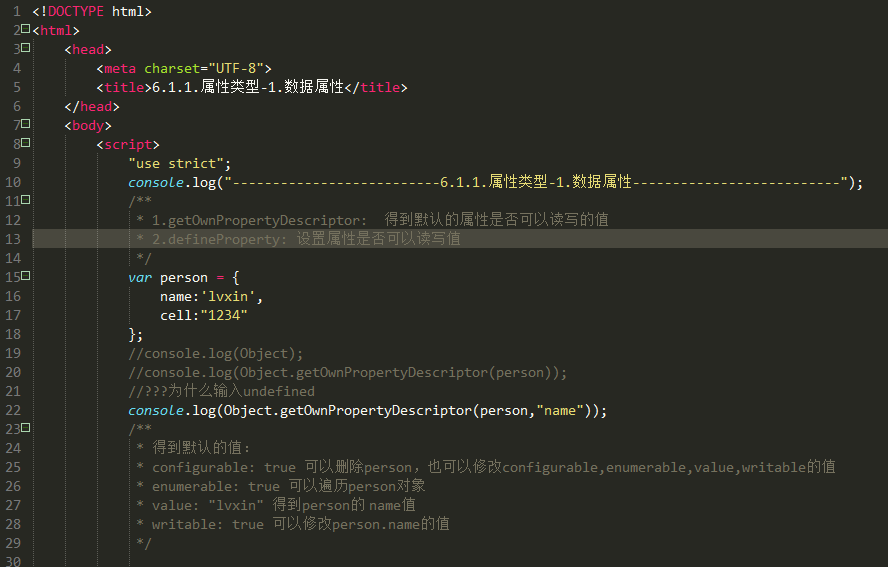 1 <!DOCTYPE html>
2 <html>
3 <head>
4 <meta charset="UTF-8">
5 <title>6.1.1.属性类型-1.数据属性</title>
6 </head>
7 <body>
8 <script>
9 "use strict";
10 console.log("--------------------------6.1.1.属性类型-1.数据属性--------------------------");
11 /**
12 * 1.getOwnPropertyDescriptor: 得到默认的属性是否可以读写的值
13 * 2.defineProperty: 设置属性是否可以读写值
14 */
15 var person = {
16 name:'lvxin',
17 cell:"1234"
18 };
19 //console.log(Object);
20 //console.log(Object.getOwnPropertyDescriptor(person));
21 //???为什么输入undefined
22 console.log(Object.getOwnPropertyDescriptor(person,"name"));
23 /**
24 * 得到默认的值：
25 * configurable: true 可以删除person，也可以修改configurable,enumerable,value,writable的值
26 * enumerable: true 可以遍历person对象
27 * value: "lvxin" 得到person的 name值
28 * writable: true 可以修改person.name的值
29 */
30